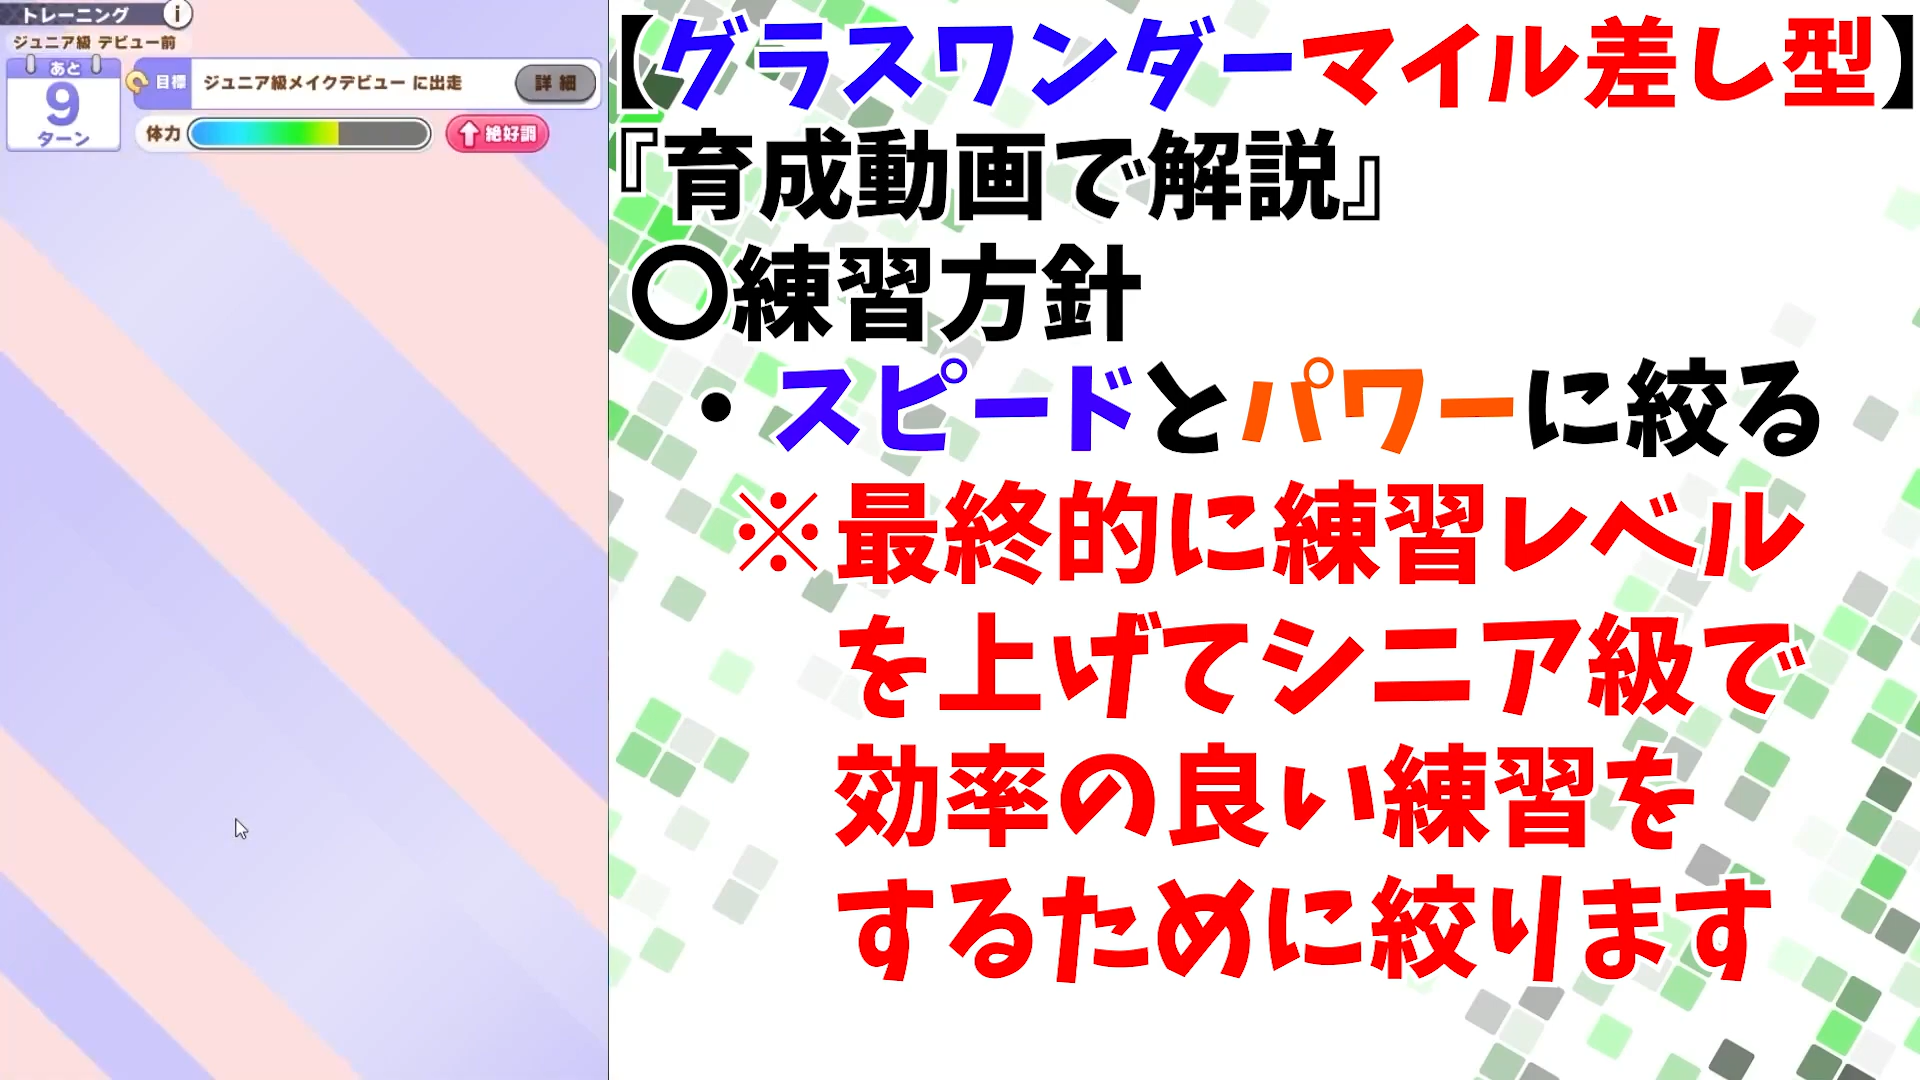 トレーニング i
ジュニア級 デビュー前
あと
9
ターン
目標 ジュニア級メイクデビュー に出走 詳細
体力 絶好調
【グラスワンダーマイル差し型】
『育成動画で解説』
〇練習方針
・スピードとパワーに絞る
※最終的に練習レベル
を上げてシニア級で
効率の良い練習を
するために絞ります